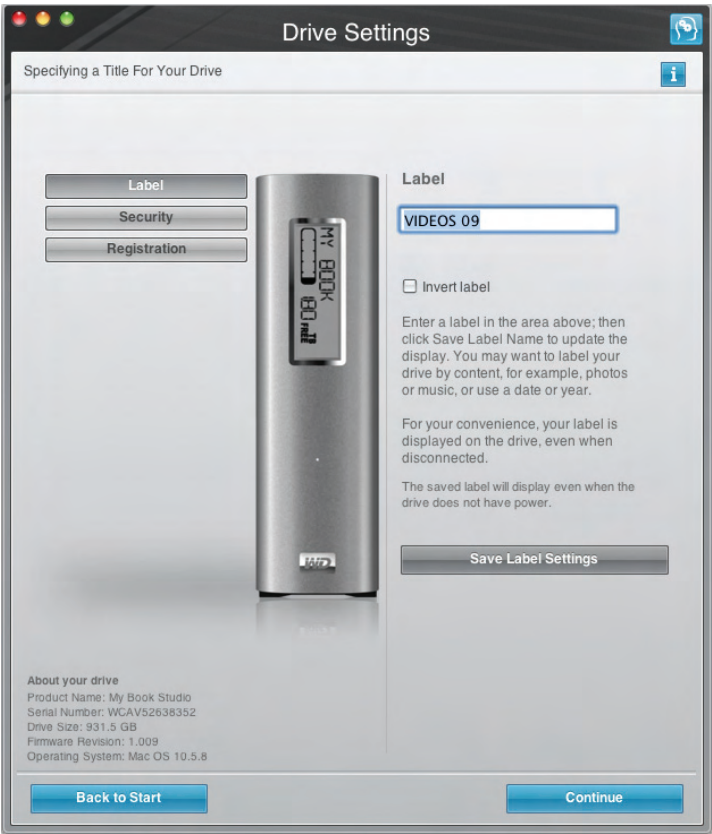 Drive Settings
Specifying a Title For Your Drive
i
Label
Security
Registration
MY BOOK
180 TB
FREE
WD
Label
VIDEOS 09
Invert label
Enter a label in the area above; then
click Save Label Name to update the
display. You may want to label your
drive by content, for example, photos
or music, or use a date or year.
For your convenience, your label is
displayed on the drive, even when
disconnected.
The saved label will display even when the
drive does not have power.
Save Label Settings
About your drive
Product Name: My Book Studio
Serial Number: WCAV52638352
Drive Size: 931.5 GB
Firmware Revision: 1.009
Operating System: Mac OS 10.5.8
Back to Start
Continue